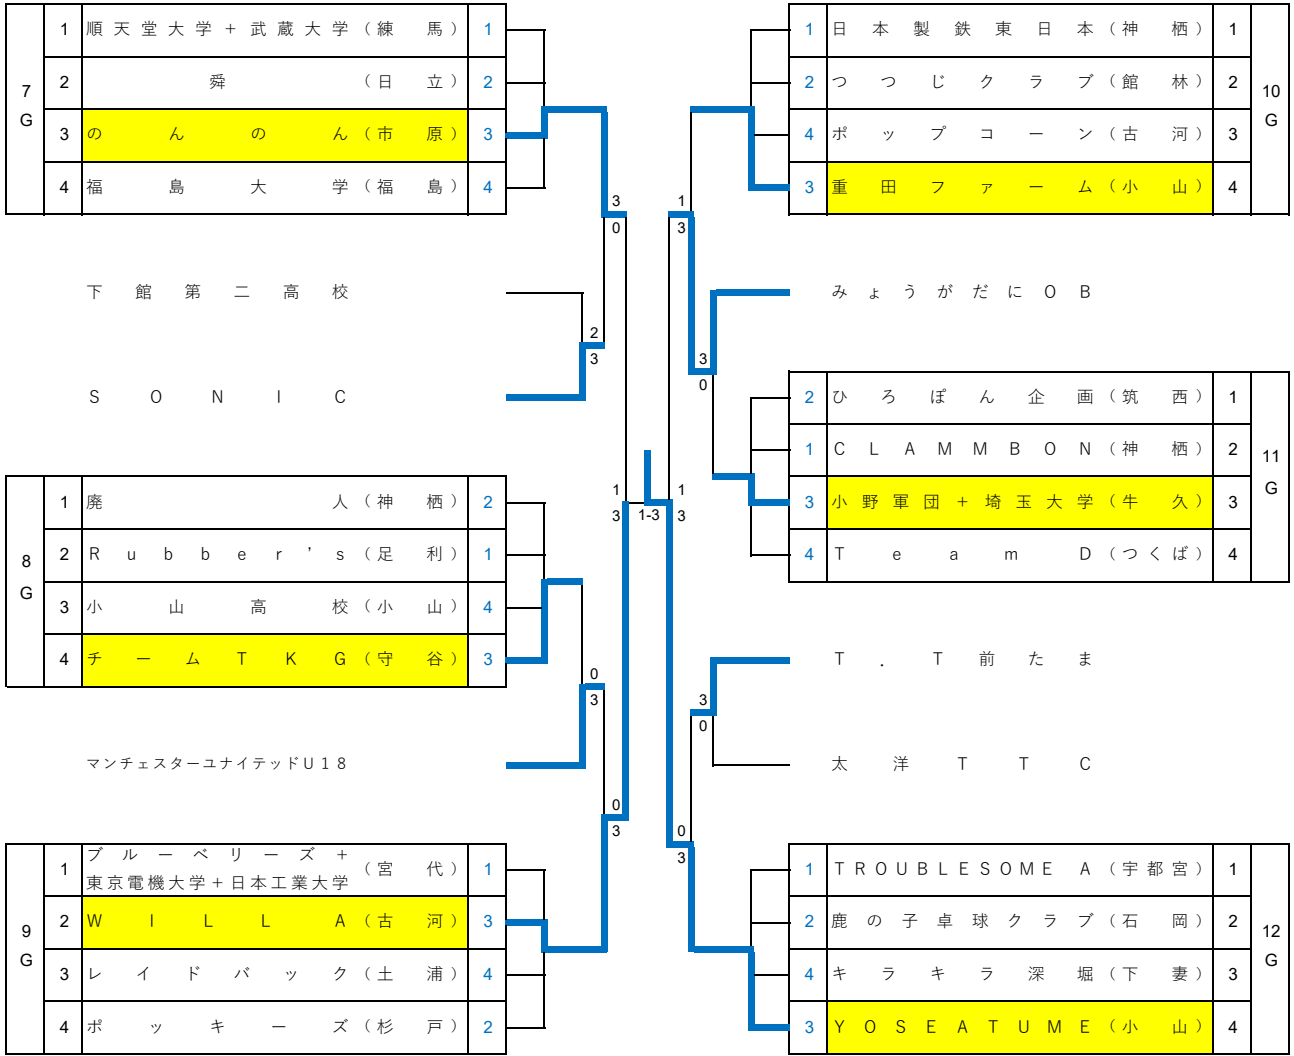 7
G
1 順天堂大学+武蔵大学(練馬) 1
2 舜(日立) 2
3 のんのん(市原) 3
4 福島大学(福島) 4
下館第二高校
SONIC
3
0
2
3
8
G
1 廃人(神栖) 2
2 Rubber's(足利) 1
3 小山高校(小山) 4
4 チームTKG(守谷) 3
マンチェスターユナイテッドU18
0
3
0
3
9
G
1 ブルーベリーズ+
東京電機大学+日本工業大学(宮代) 1
2 WILLA(古河) 3
3 レイドバック(土浦) 4
4 ポッキーズ(杉戸) 2
1
3
1-3
1
3
1 日本製鉄東日本(神栖) 1
2 つつじクラブ(館林) 2
4 ポップコーン(古河) 3
3 重田ファーム(小山) 4
10
G
1
3
みょうがだにOB
3
0
2 ひろぽん企画(筑西) 1
1 CLAMMBON(神栖) 2
3 小野軍団+埼玉大学(牛久) 3
4 TeamD(つくば) 4
11
G
T.T前たま
3
0
太洋TTC
0
3
1 TROUBLESOME A(宇都宮) 1
2 鹿の子卓球クラブ(石岡) 2
4 キラキラ深堀(下妻) 3
3 YOSEATUME(小山) 4
12
G